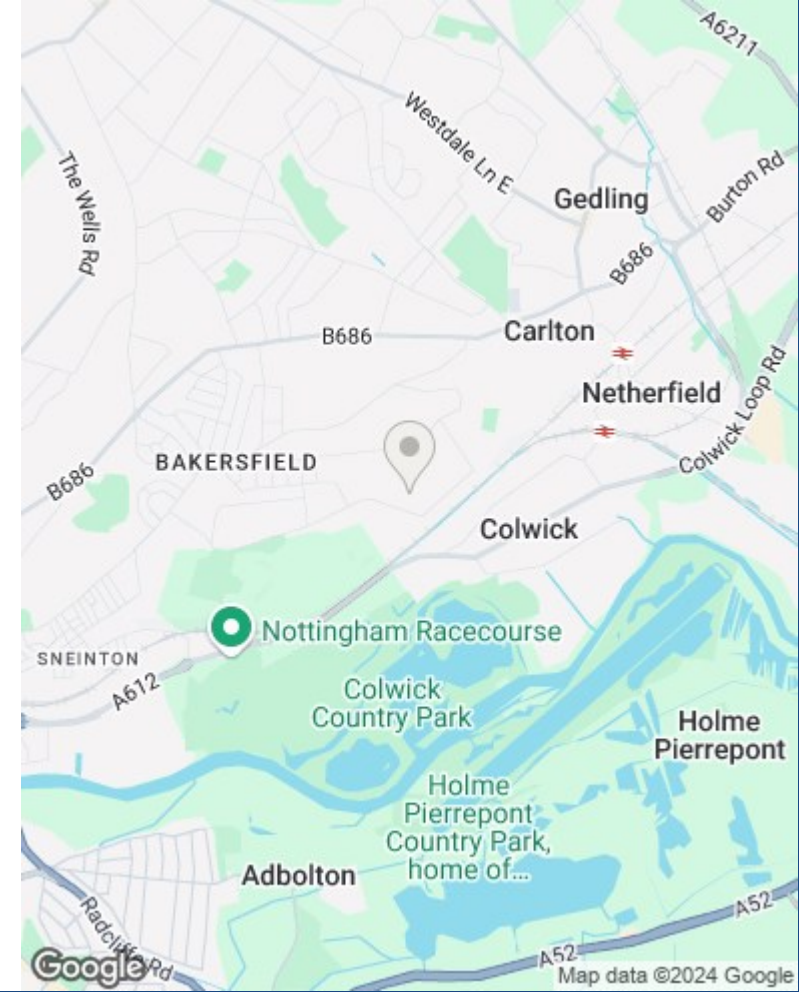 A6211
Westdale Ln E
The Wells Rd
Gedling
Burton Rd
B686
B686
Carlton
Netherfield
Colwick Loop Rd
BAKERSFIELD
B686
Colwick
Nottingham Racecourse
SNEINTON
A612
Colwick
Country Park
Holme
Pierrepont
Holme
Pierrepont
Country Park,
home of...
Adbolton
Radcliffe Rd
A52
A52
Google
Map data ©2024 Google